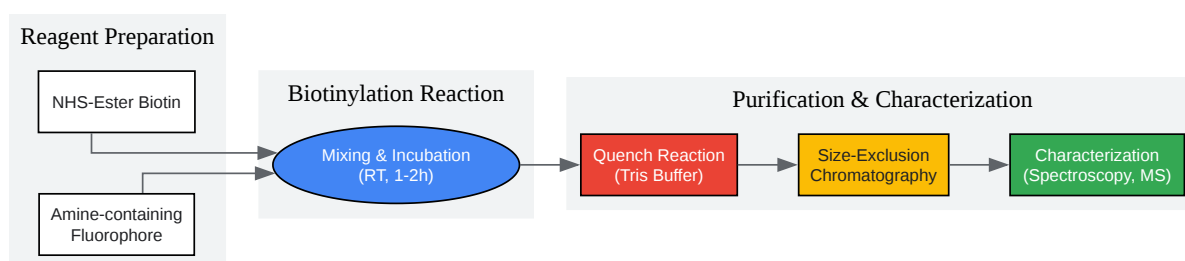 Reagent Preparation
NHS-Ester Biotin
Amine-containing
Fluorophore
Biotinylation Reaction
Mixing & Incubation
(RT, 1-2h)
Purification & Characterization
Quench Reaction
(Tris Buffer)
Size-Exclusion
Chromatography
Characterization
(Spectroscopy, MS)